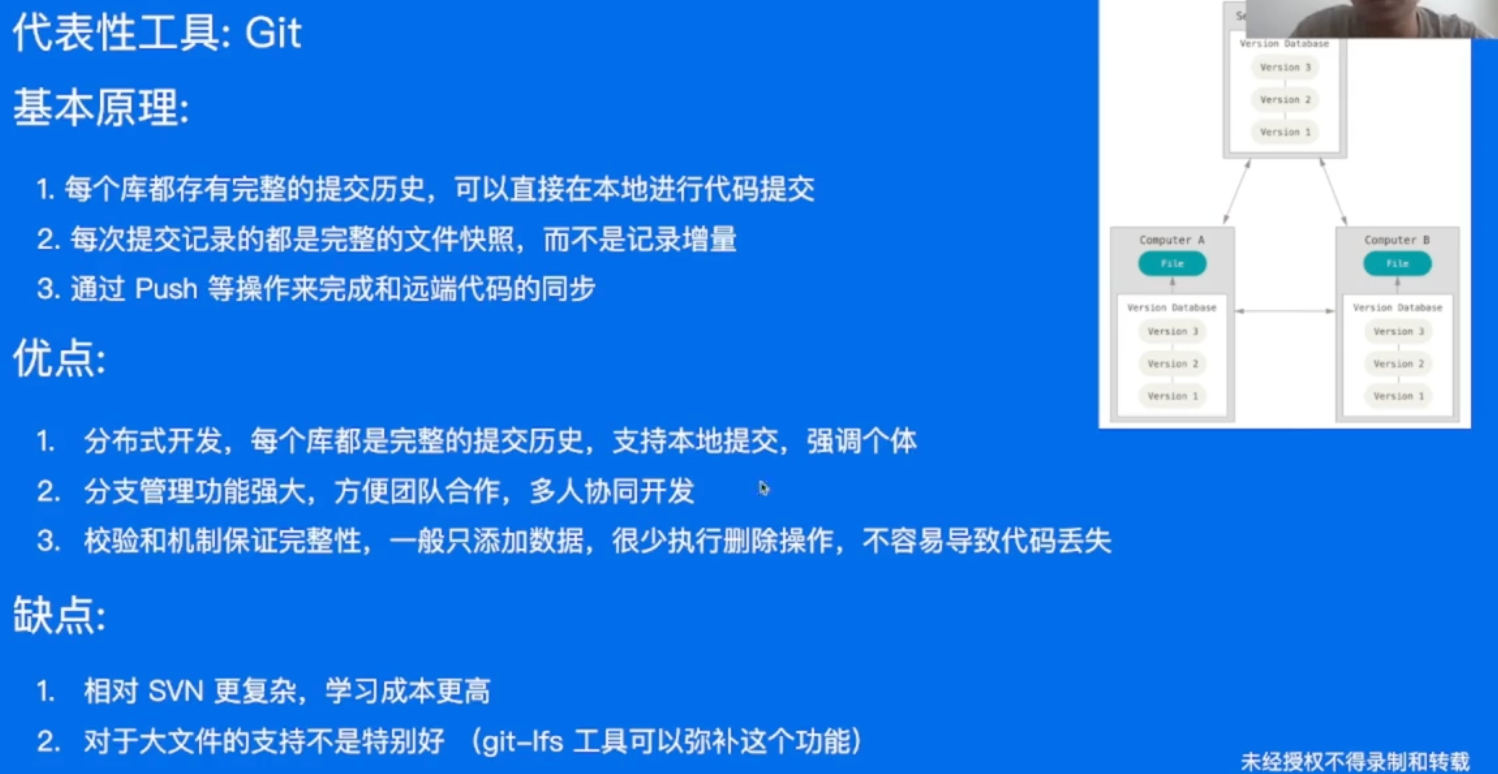 代表性工具: Git
基本原理:
1. 每个库都存有完整的提交历史，可以直接在本地进行代码提交
2. 每次提交记录的都是完整的文件快照，而不是记录增量
3. 通过 Push 等操作来完成和远端代码的同步
优点:
1. 分布式开发，每个库都是完整的提交历史，支持本地提交，强调个体
2. 分支管理功能强大，方便团队合作，多人协同开发
3. 校验和机制保证完整性，一般只添加数据，很少执行删除操作，不容易导致代码丢失
缺点:
1. 相对 SVN 更复杂，学习成本更高
2. 对于大文件的支持不是特别好 （git-lfs 工具可以弥补这个功能）
Version Database
Version 3
Version 2
Version 1
Computer A
File
Version Database
Version 3
Version 2
Version 1
Computer B
File
Version Database
Version 3
Version 2
Version 1
未经授权不得录制和转载